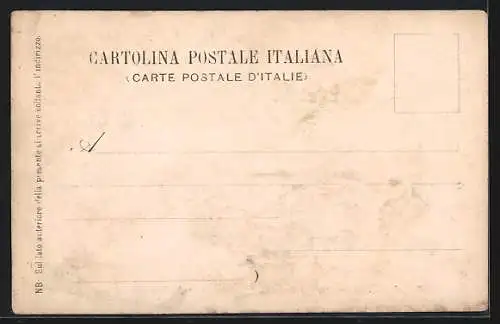 CARTOLINA POSTALE ITALIANA
(CARTE POSTALE D'ITALIE)
A
NB. Sul lato anteriore della presente si scrive soltanto l'indirizzo.